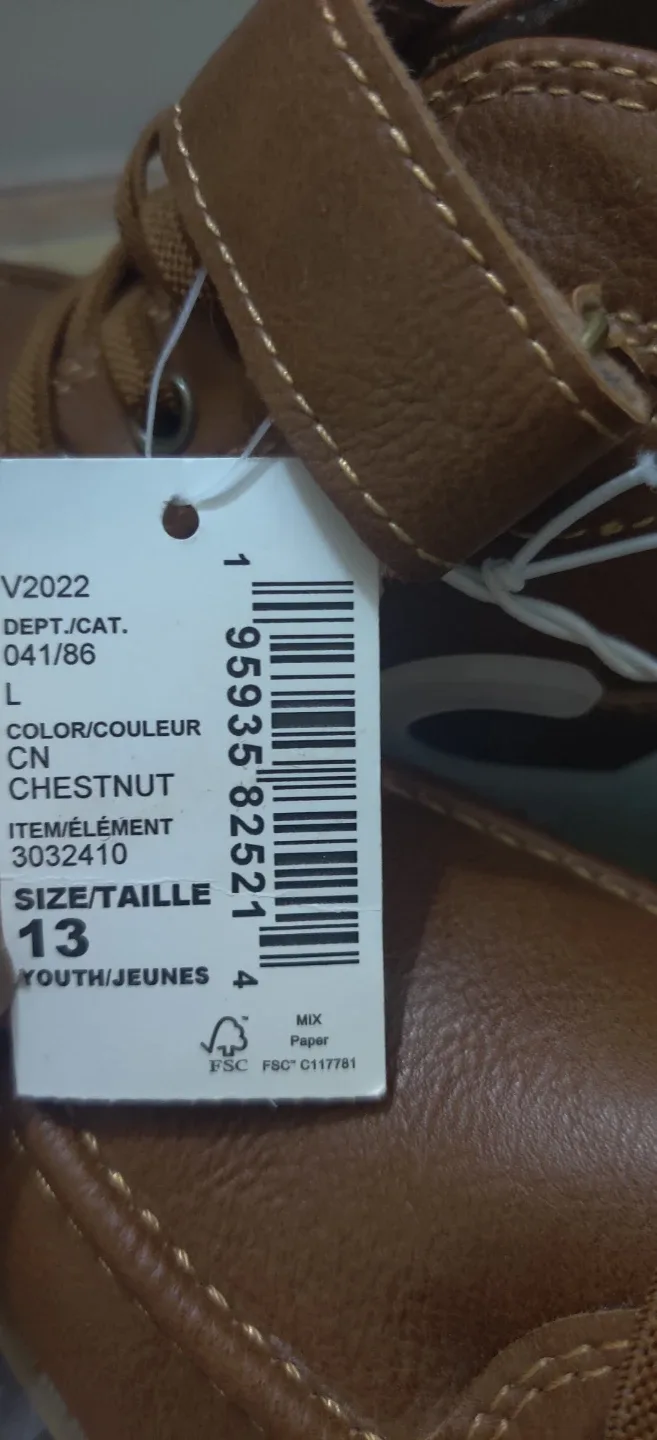 V2022
DEPT./CAT.
041/86
L
COLOR/COULEUR
CN
CHESTNUT
ITEM/ÉLÉMENT
3032410
SIZE/TAILLE
13
YOUTH/JEUNES
1 95935 82521 4
FSC™
MIX
Paper
FSC™ C117781